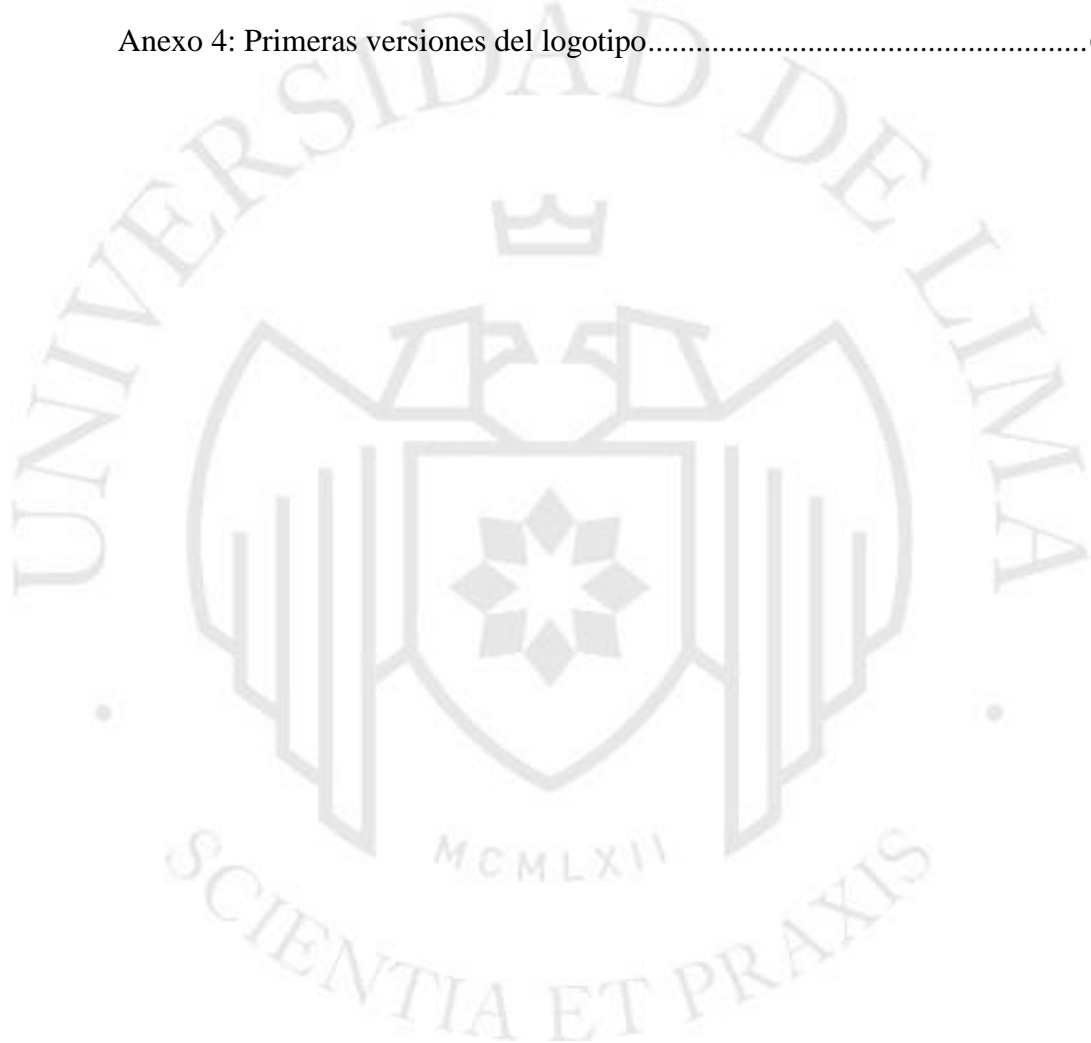 Anexo 4: Primeras versiones del logotipo................................................................
UNIVERSIDAD DE LIMA
MCMLXII
SCIENTIA ET PRAXIS